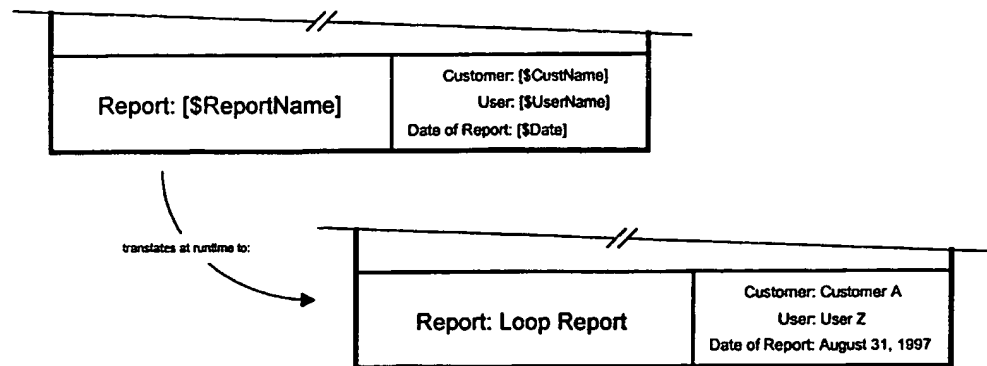 Report: [$ReportName]
Customer: [$CustName]
User: [$UserName]
Date of Report: [$Date]
translates at runtime to:
Report: Loop Report
Customer: Customer A
User: User Z
Date of Report: August 31, 1997